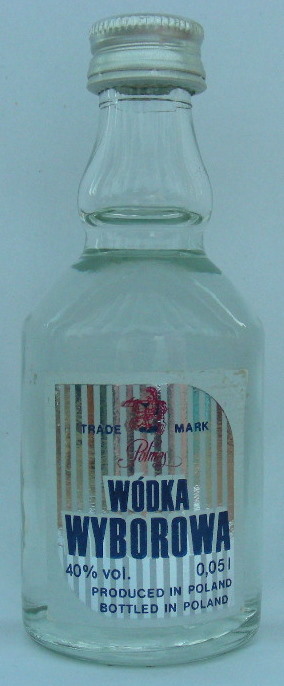 TRADE MARK
Polmos
WÓDKA
WYBOROWA
40% vol. 0,05 l
PRODUCED IN POLAND
BOTTLED IN POLAND